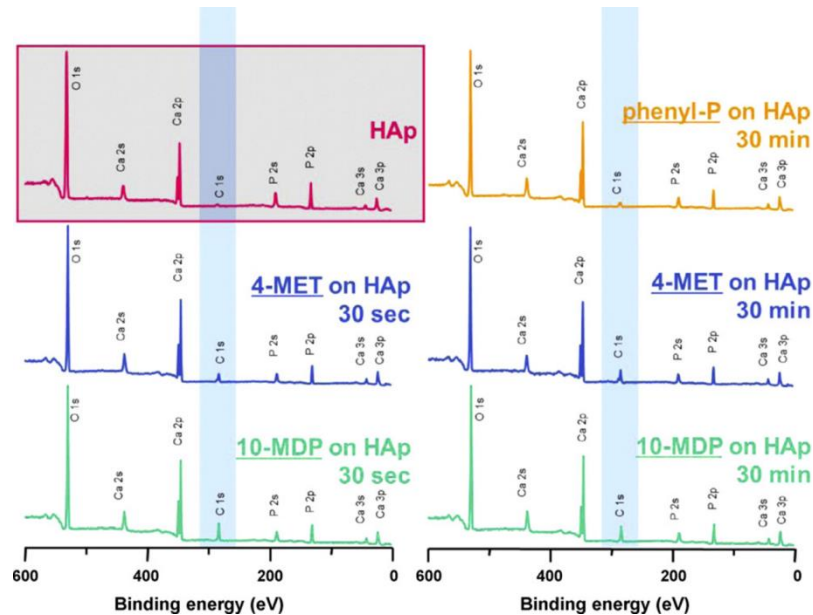 O 1s
Ca 2s
Ca 2p
C 1s
P 2s
P 2p
Ca 3s
Ca 3p
HAp
O 1s
Ca 2s
Ca 2p
C 1s
P 2s
P 2p
Ca 3s
Ca 3p
phenyl-P on HAp
30 min
O 1s
Ca 2s
Ca 2p
C 1s
P 2s
P 2p
Ca 3s
Ca 3p
4-MET on HAp
30 sec
O 1s
Ca 2s
Ca 2p
C 1s
P 2s
P 2p
Ca 3s
Ca 3p
4-MET on HAp
30 min
O 1s
Ca 2s
Ca 2p
C 1s
P 2s
P 2p
Ca 3s
Ca 3p
10-MDP on HAp
30 sec
O 1s
Ca 2s
Ca 2p
C 1s
P 2s
P 2p
Ca 3s
Ca 3p
10-MDP on HAp
30 min
600 400 200 0
Binding energy (eV)
600 400 200 0
Binding energy (eV)